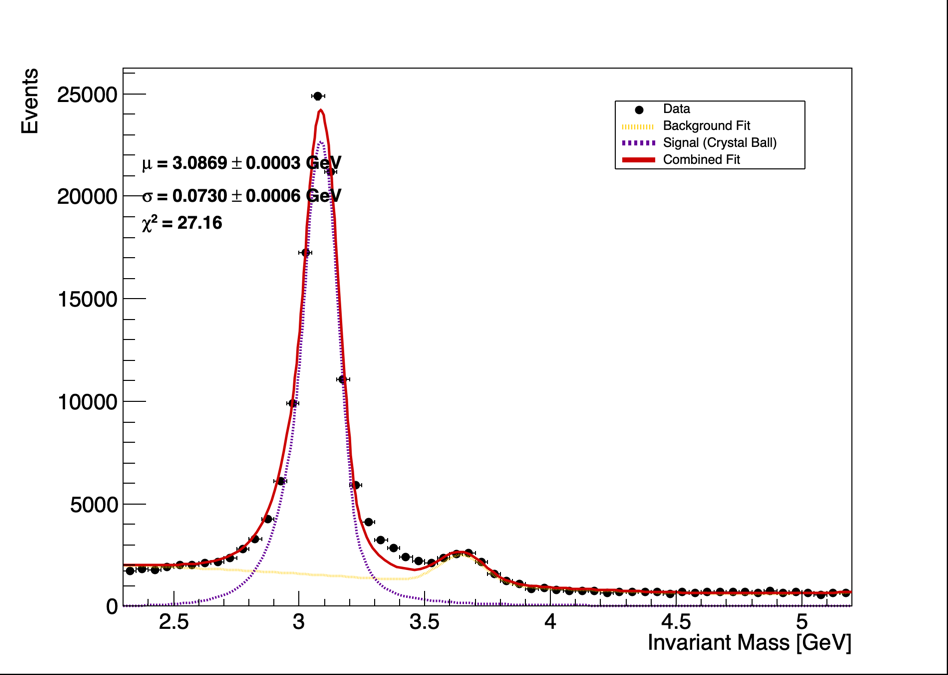 Events
25000
20000
15000
10000
5000
0
μ = 3.0869 ± 0.0003 GeV
σ = 0.0730 ± 0.0006 GeV
χ² = 27.16
Data
Background Fit
Signal (Crystal Ball)
Combined Fit
2.5 3 3.5 4 4.5 5
Invariant Mass [GeV]